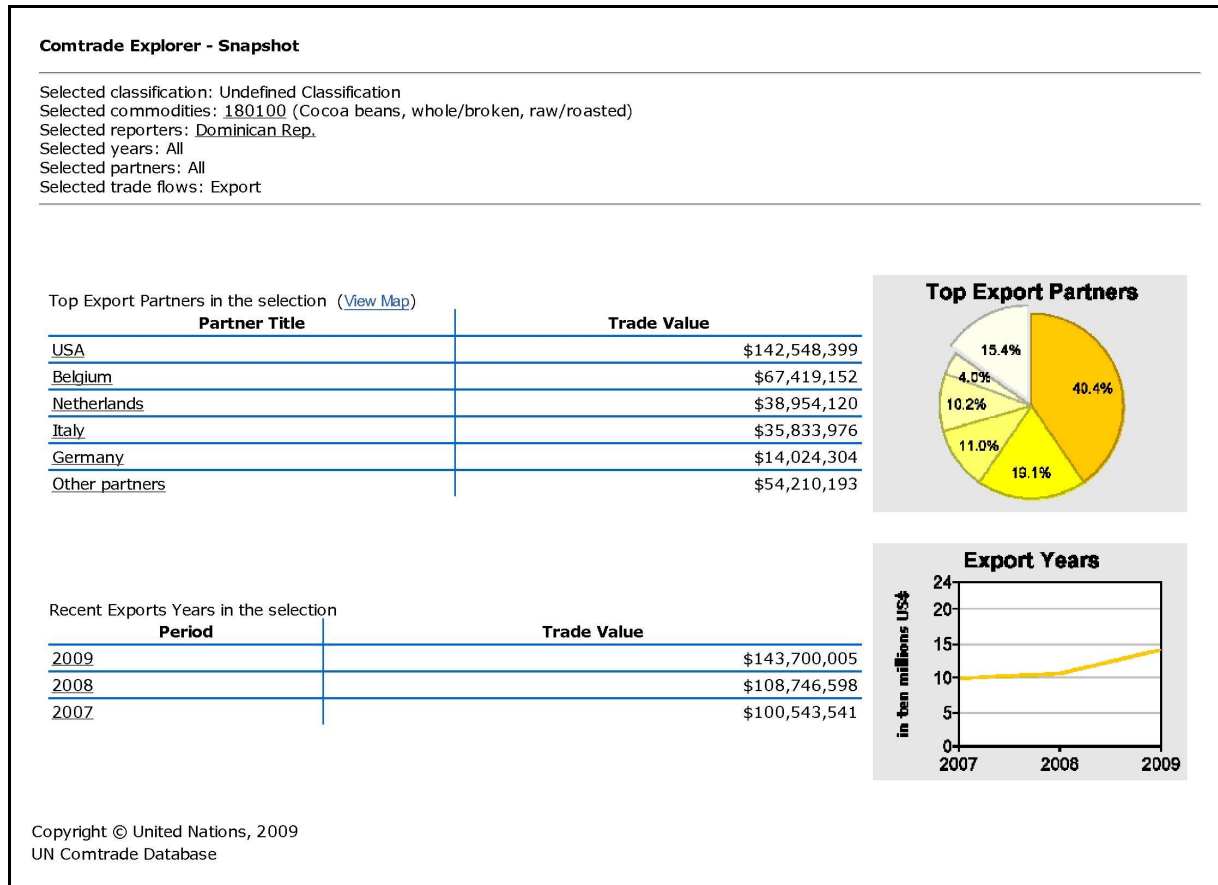 Comtrade Explorer - Snapshot
Selected classification: Undefined Classification
Selected commodities: 180100 (Cocoa beans, whole/broken, raw/roasted)
Selected reporters: Dominican Rep.
Selected years: All
Selected partners: All
Selected trade flows: Export
Top Export Partners in the selection (View Map)
Partner Title Trade Value
USA $142,548,399
Belgium $67,419,152
Netherlands $38,954,120
Italy $35,833,976
Germany $14,024,304
Other partners $54,210,193
Top Export Partners
15.4%
4.0%
40.4%
10.2%
11.0%
19.1%
Recent Exports Years in the selection
Period Trade Value
2009 $143,700,005
2008 $108,746,598
2007 $100,543,541
Export Years
in ten millions US$
24
20
15
10
5
0
2007 2008 2009
Copyright © United Nations, 2009
UN Comtrade Database